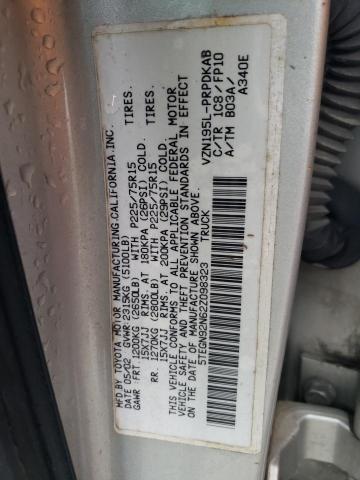 MFD.BY TOYOTA MOTOR MANUFACTURING.CALIFORNIA.INC.
DATE 05/02 GVWR:2315KG (5100LB)
GAWR FRT 1200KG (2650LB) WITH P225/75R15 TIRES.
15X7JJ RIMS. AT 180KPA (26PSI) COLD.
RR. 1270KG (2800LB) WITH P225/75R15 TIRES.
15X7JJ RIMS. AT 200KPA (29PSI) COLD.
THIS VEHICLE CONFORMS TO ALL APPLICABLE FEDERAL MOTOR
VEHICLE SAFETY AND THEFT PREVENTION STANDARDS IN EFFECT
ON THE DATE OF MANUFACTURE SHOWN ABOVE.
5TEGN92N62Z098323 TRUCK
VZN195L-PRPDKAB
C/TR 1C8/FP10
A/TM B03A/
A340E